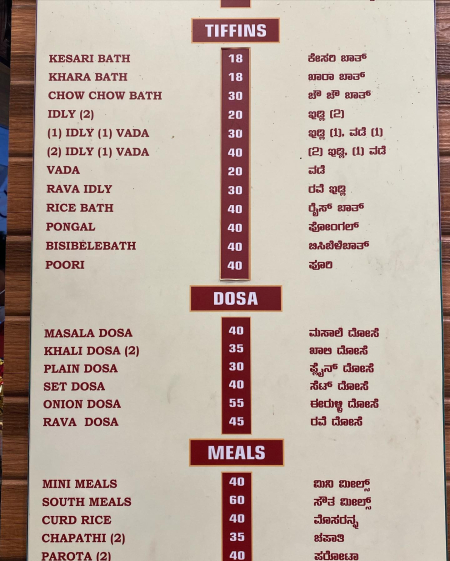 TIFFINS
KESARI BATH 18 ಕೇಸರಿ ಬಾತ್
KHARA BATH 18 ಖಾರಾ ಬಾತ್
CHOW CHOW BATH 30 ಚೌ ಚೌ ಬಾತ್
IDLY (2) 20 ಇಡ್ಲಿ (2)
(1) IDLY (1) VADA 30 ಇಡ್ಲಿ (1), ವಡೆ (1)
(2) IDLY (1) VADA 40 (2) ಇಡ್ಲಿ, (1) ವಡೆ
VADA 20 ವಡೆ
RAVA IDLY 30 ರವೆ ಇಡ್ಲಿ
RICE BATH 40 ರೈಸ್ ಬಾತ್
PONGAL 40 ಪೋಂಗಲ್
BISIBELEBATH 40 ಬಿಸಿಬೆಳೆಬಾತ್
POORI 40 ಪೂರಿ
DOSA
MASALA DOSA 40 ಮಸಾಲೆ ದೋಸೆ
KHALI DOSA (2) 35 ಖಾಲಿ ದೋಸೆ
PLAIN DOSA 30 ಪ್ಲೈನ್ ದೋಸೆ
SET DOSA 40 ಸೆಟ್ ದೋಸೆ
ONION DOSA 55 ಈರುಳ್ಳಿ ದೋಸೆ
RAVA DOSA 45 ರವೆ ದೋಸೆ
MEALS
MINI MEALS 40 ಮಿನಿ ಮೀಲ್ಸ್
SOUTH MEALS 60 ಸೌತ ಮೀಲ್ಸ್
CURD RICE 40 ಮೊಸರನ್ನ
CHAPATHI (2) 35 ಚಪಾತಿ
PAROTA (2) 40 ಪರೋಟಾ